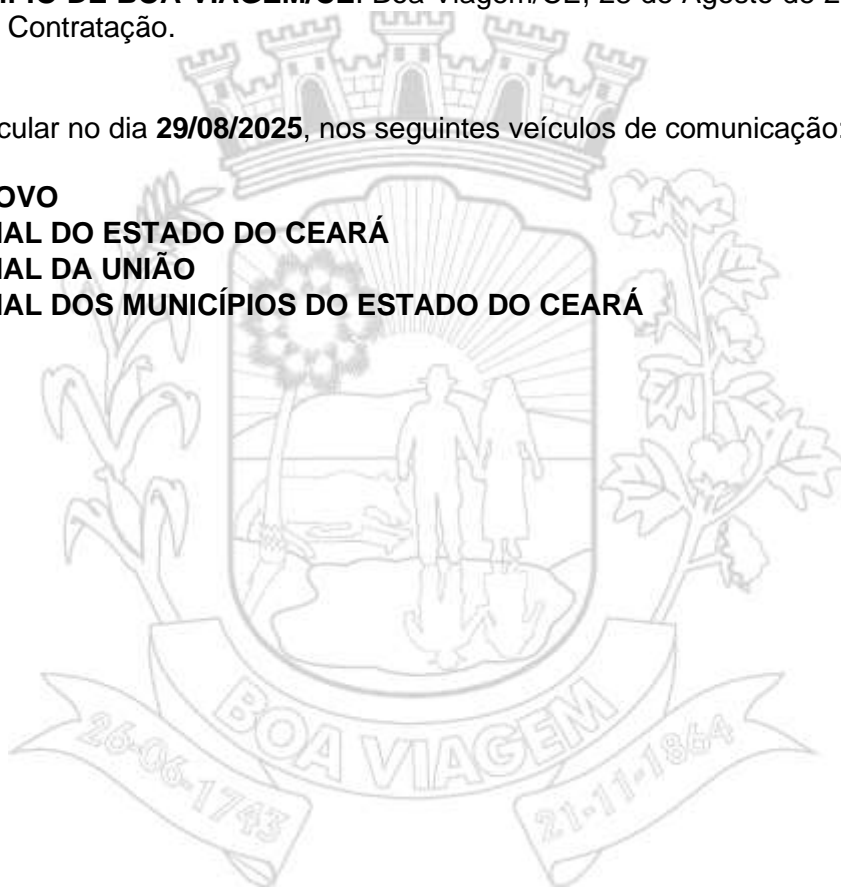 ÍPIO DE BOA VIAGEM/CE. Boa Viagem/CE, de Agosto de 2
Contratação.
cular no dia 29/08/2025, nos seguintes veículos de comunicação:
OVO
IAL DO ESTADO DO CEARÁ
IAL DA UNIÃO
IAL DOS MUNICÍPIOS DO ESTADO DO CEARÁ
BOA VIAGEM
26-06-1743
21-11-1864